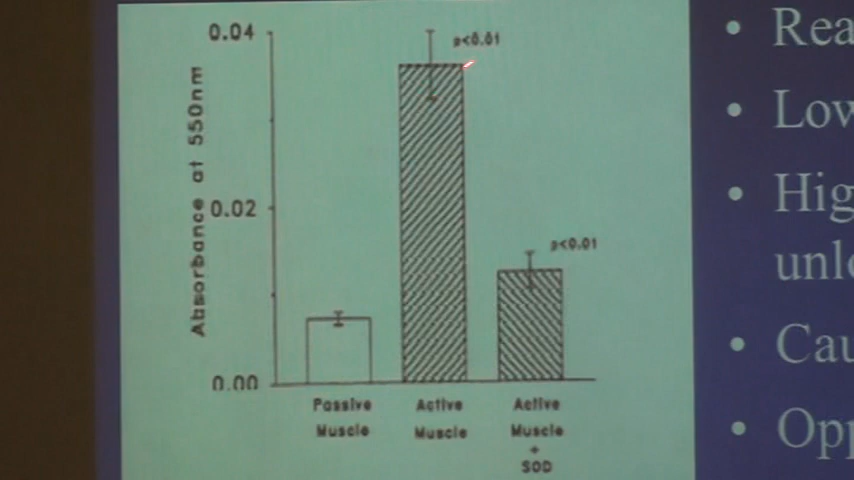 0.04
p<0.01
Absorbance at 550nm
0.02
p<0.01
0.00
Passive Muscle
Active Muscle
Active Muscle + SOD
• Rea
• Low
• Hig
unlo
• Cau
• Opp